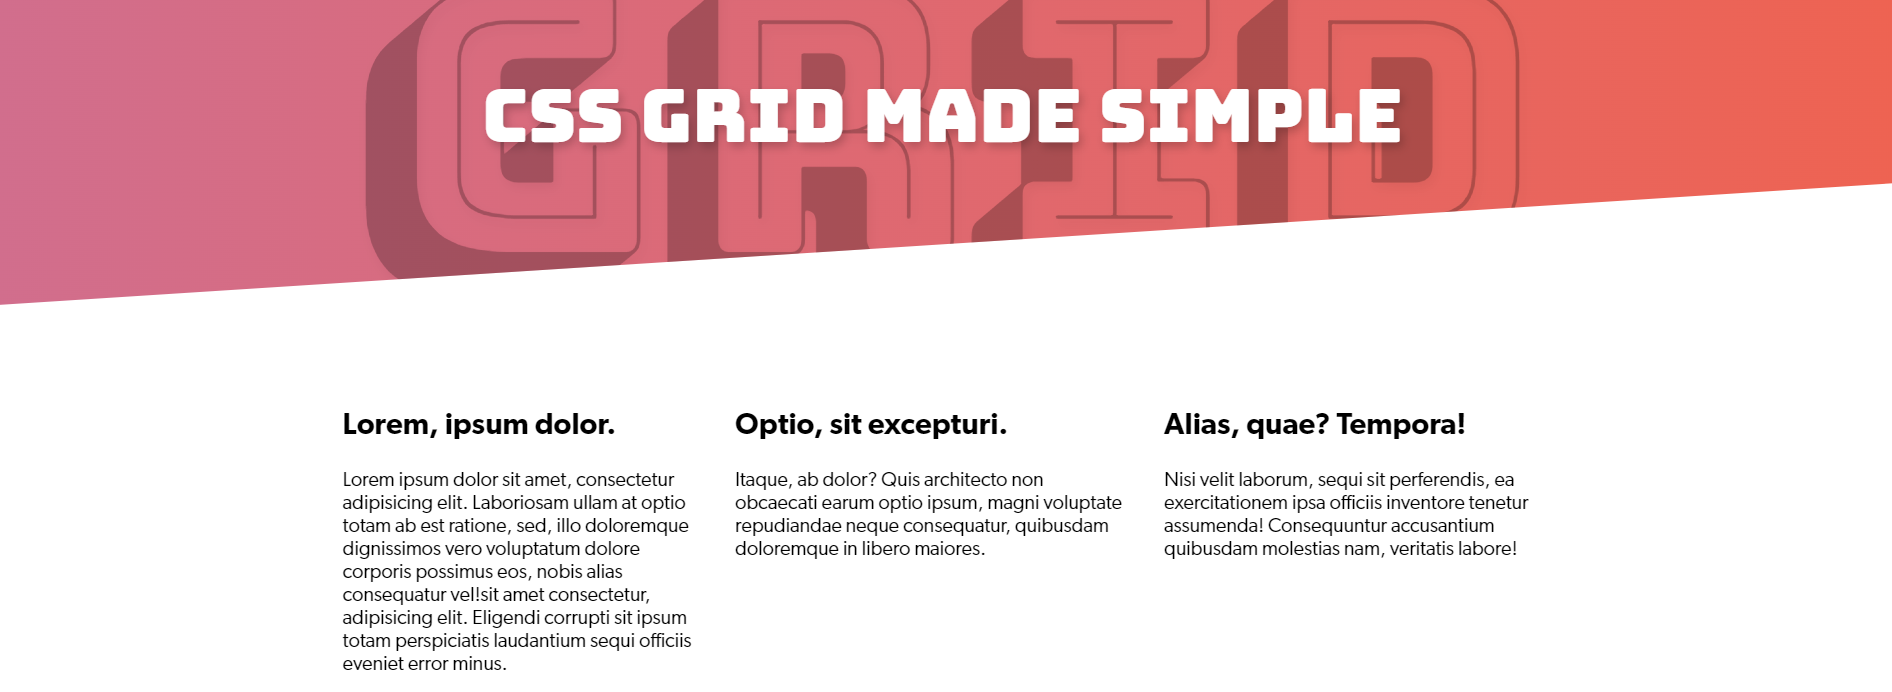 GRID
CSS GRID MADE SIMPLE
Lorem, ipsum dolor.
Lorem ipsum dolor sit amet, consectetur
adipisicing elit. Laboriosam ullam at optio
totam ab est ratione, sed, illo doloremque
dignissimos vero voluptatum dolore
corporis possimus eos, nobis alias
consequatur vel!sit amet consectetur,
adipisicing elit. Eligendi corrupti sit ipsum
totam perspiciatis laudantium sequi officiis
eveniet error minus.
Optio, sit excepturi.
Itaque, ab dolor? Quis architecto non
obcaecati earum optio ipsum, magni voluptate
repudiandae neque consequatur, quibusdam
doloremque in libero maiores.
Alias, quae? Tempora!
Nisi velit laborum, sequi sit perferendis, ea
exercitationem ipsa officiis inventore tenetur
assumenda! Consequuntur accusantium
quibusdam molestias nam, veritatis labore!